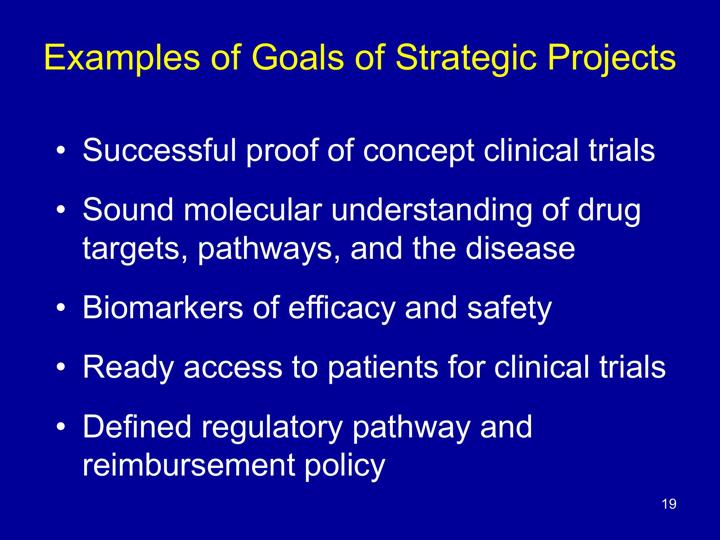 Examples of Goals of Strategic Projects
• Successful proof of concept clinical trials
• Sound molecular understanding of drug
targets, pathways, and the disease
• Biomarkers of efficacy and safety
• Ready access to patients for clinical trials
• Defined regulatory pathway and
reimbursement policy
19